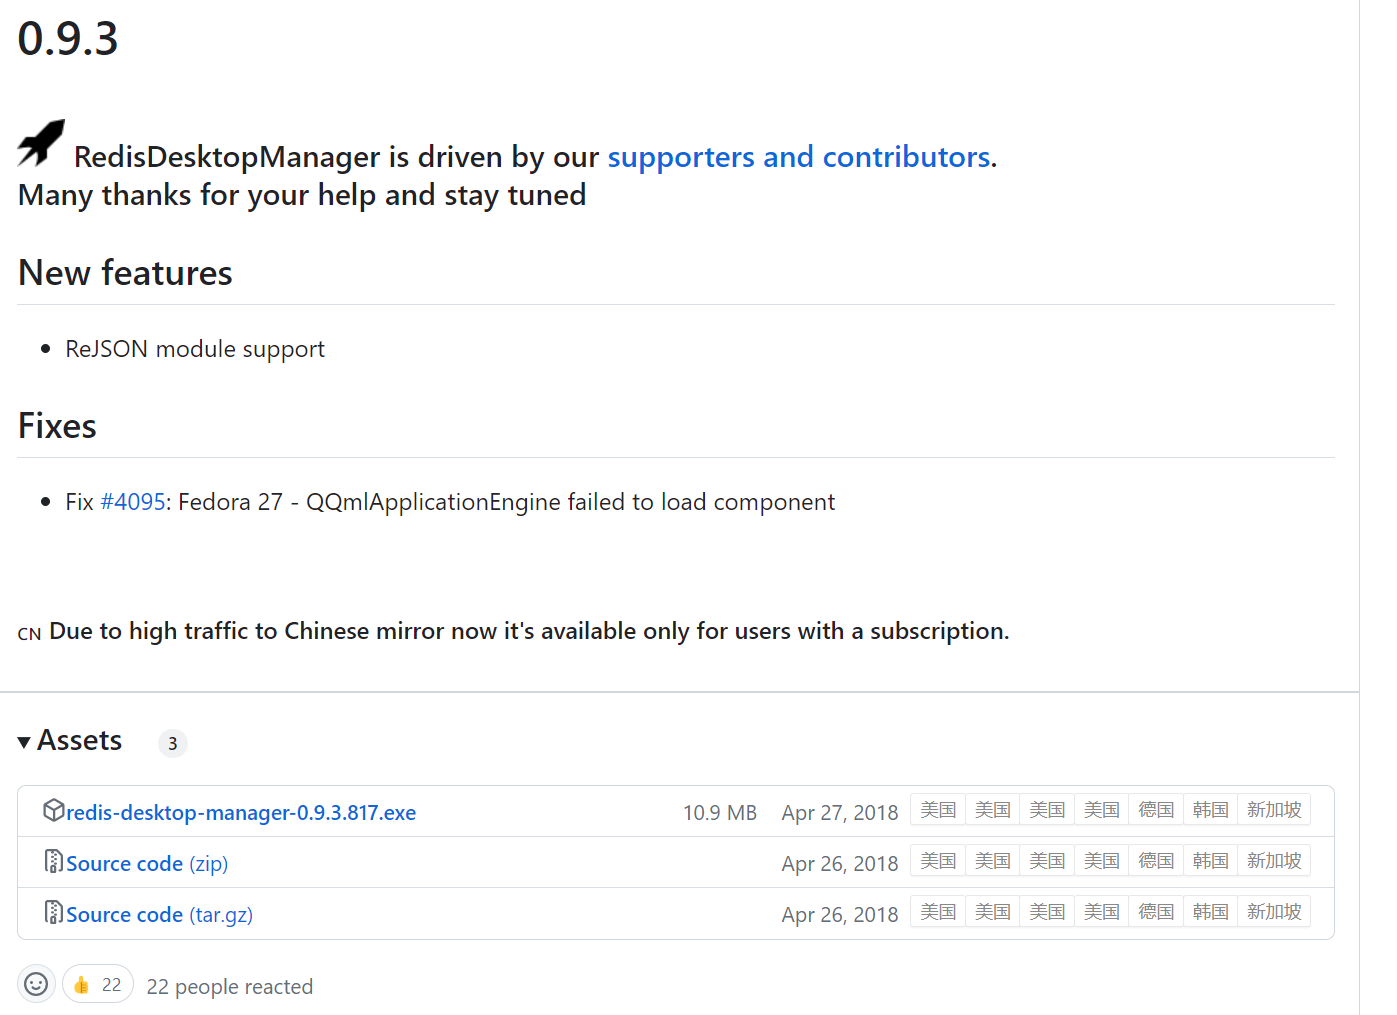 0.9.3
RedisDesktopManager is driven by our supporters and contributors.
Many thanks for your help and stay tuned
New features
ReJSON module support
Fixes
Fix #4095: Fedora 27 - QQmlApplicationEngine failed to load component
CN Due to high traffic to Chinese mirror now it's available only for users with a subscription.
Assets 3
redis-desktop-manager-0.9.3.817.exe 10.9 MB Apr 27, 2018 美国 美国 美国 美国 德国 韩国 新加坡
Source code (zip) Apr 26, 2018 美国 美国 美国 美国 德国 韩国 新加坡
Source code (tar.gz) Apr 26, 2018 美国 美国 美国 美国 德国 韩国 新加坡
22 22 people reacted